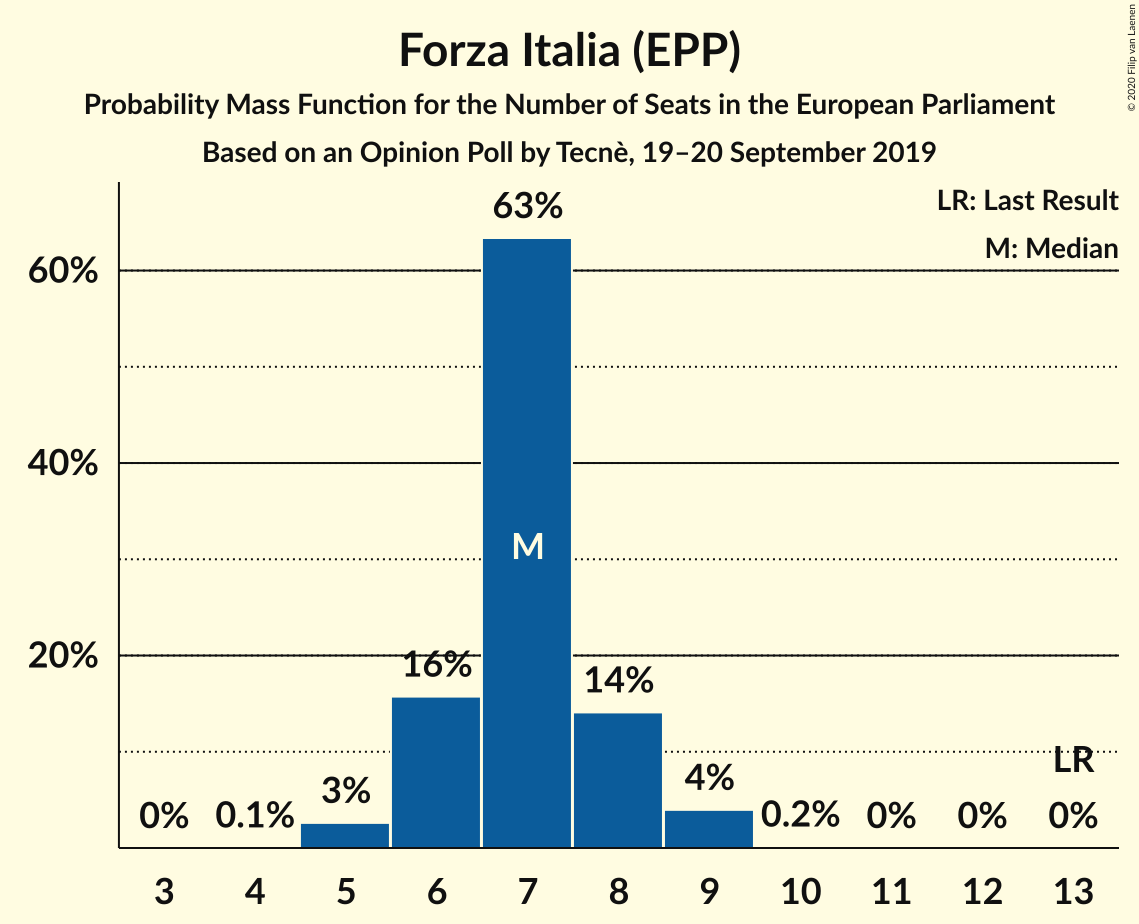 Forza Italia (EPP)
Probability Mass Function for the Number of Seats in the European Parliament
Based on an Opinion Poll by Tecnè, 19–20 September 2019
© 2020 Filip van Laenen
LR: Last Result
M: Median
63%
60%
40%
M
20%
16%
14%
LR
3%
4%
0%
0.1%
0.2%
0%
0%
0%
3 4 5 6 7 8 9 10 11 12 13